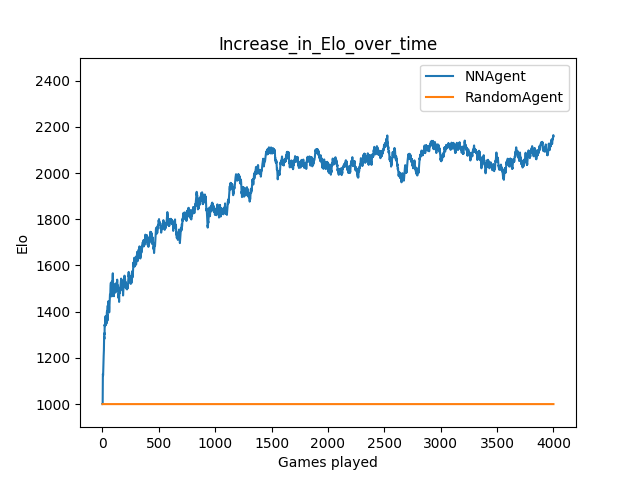 Increase_in_Elo_over_time
NNAgent
RandomAgent
2400
2200
2000
1800
1600
1400
1200
1000
Elo
0 500 1000 1500 2000 2500 3000 3500 4000
Games played